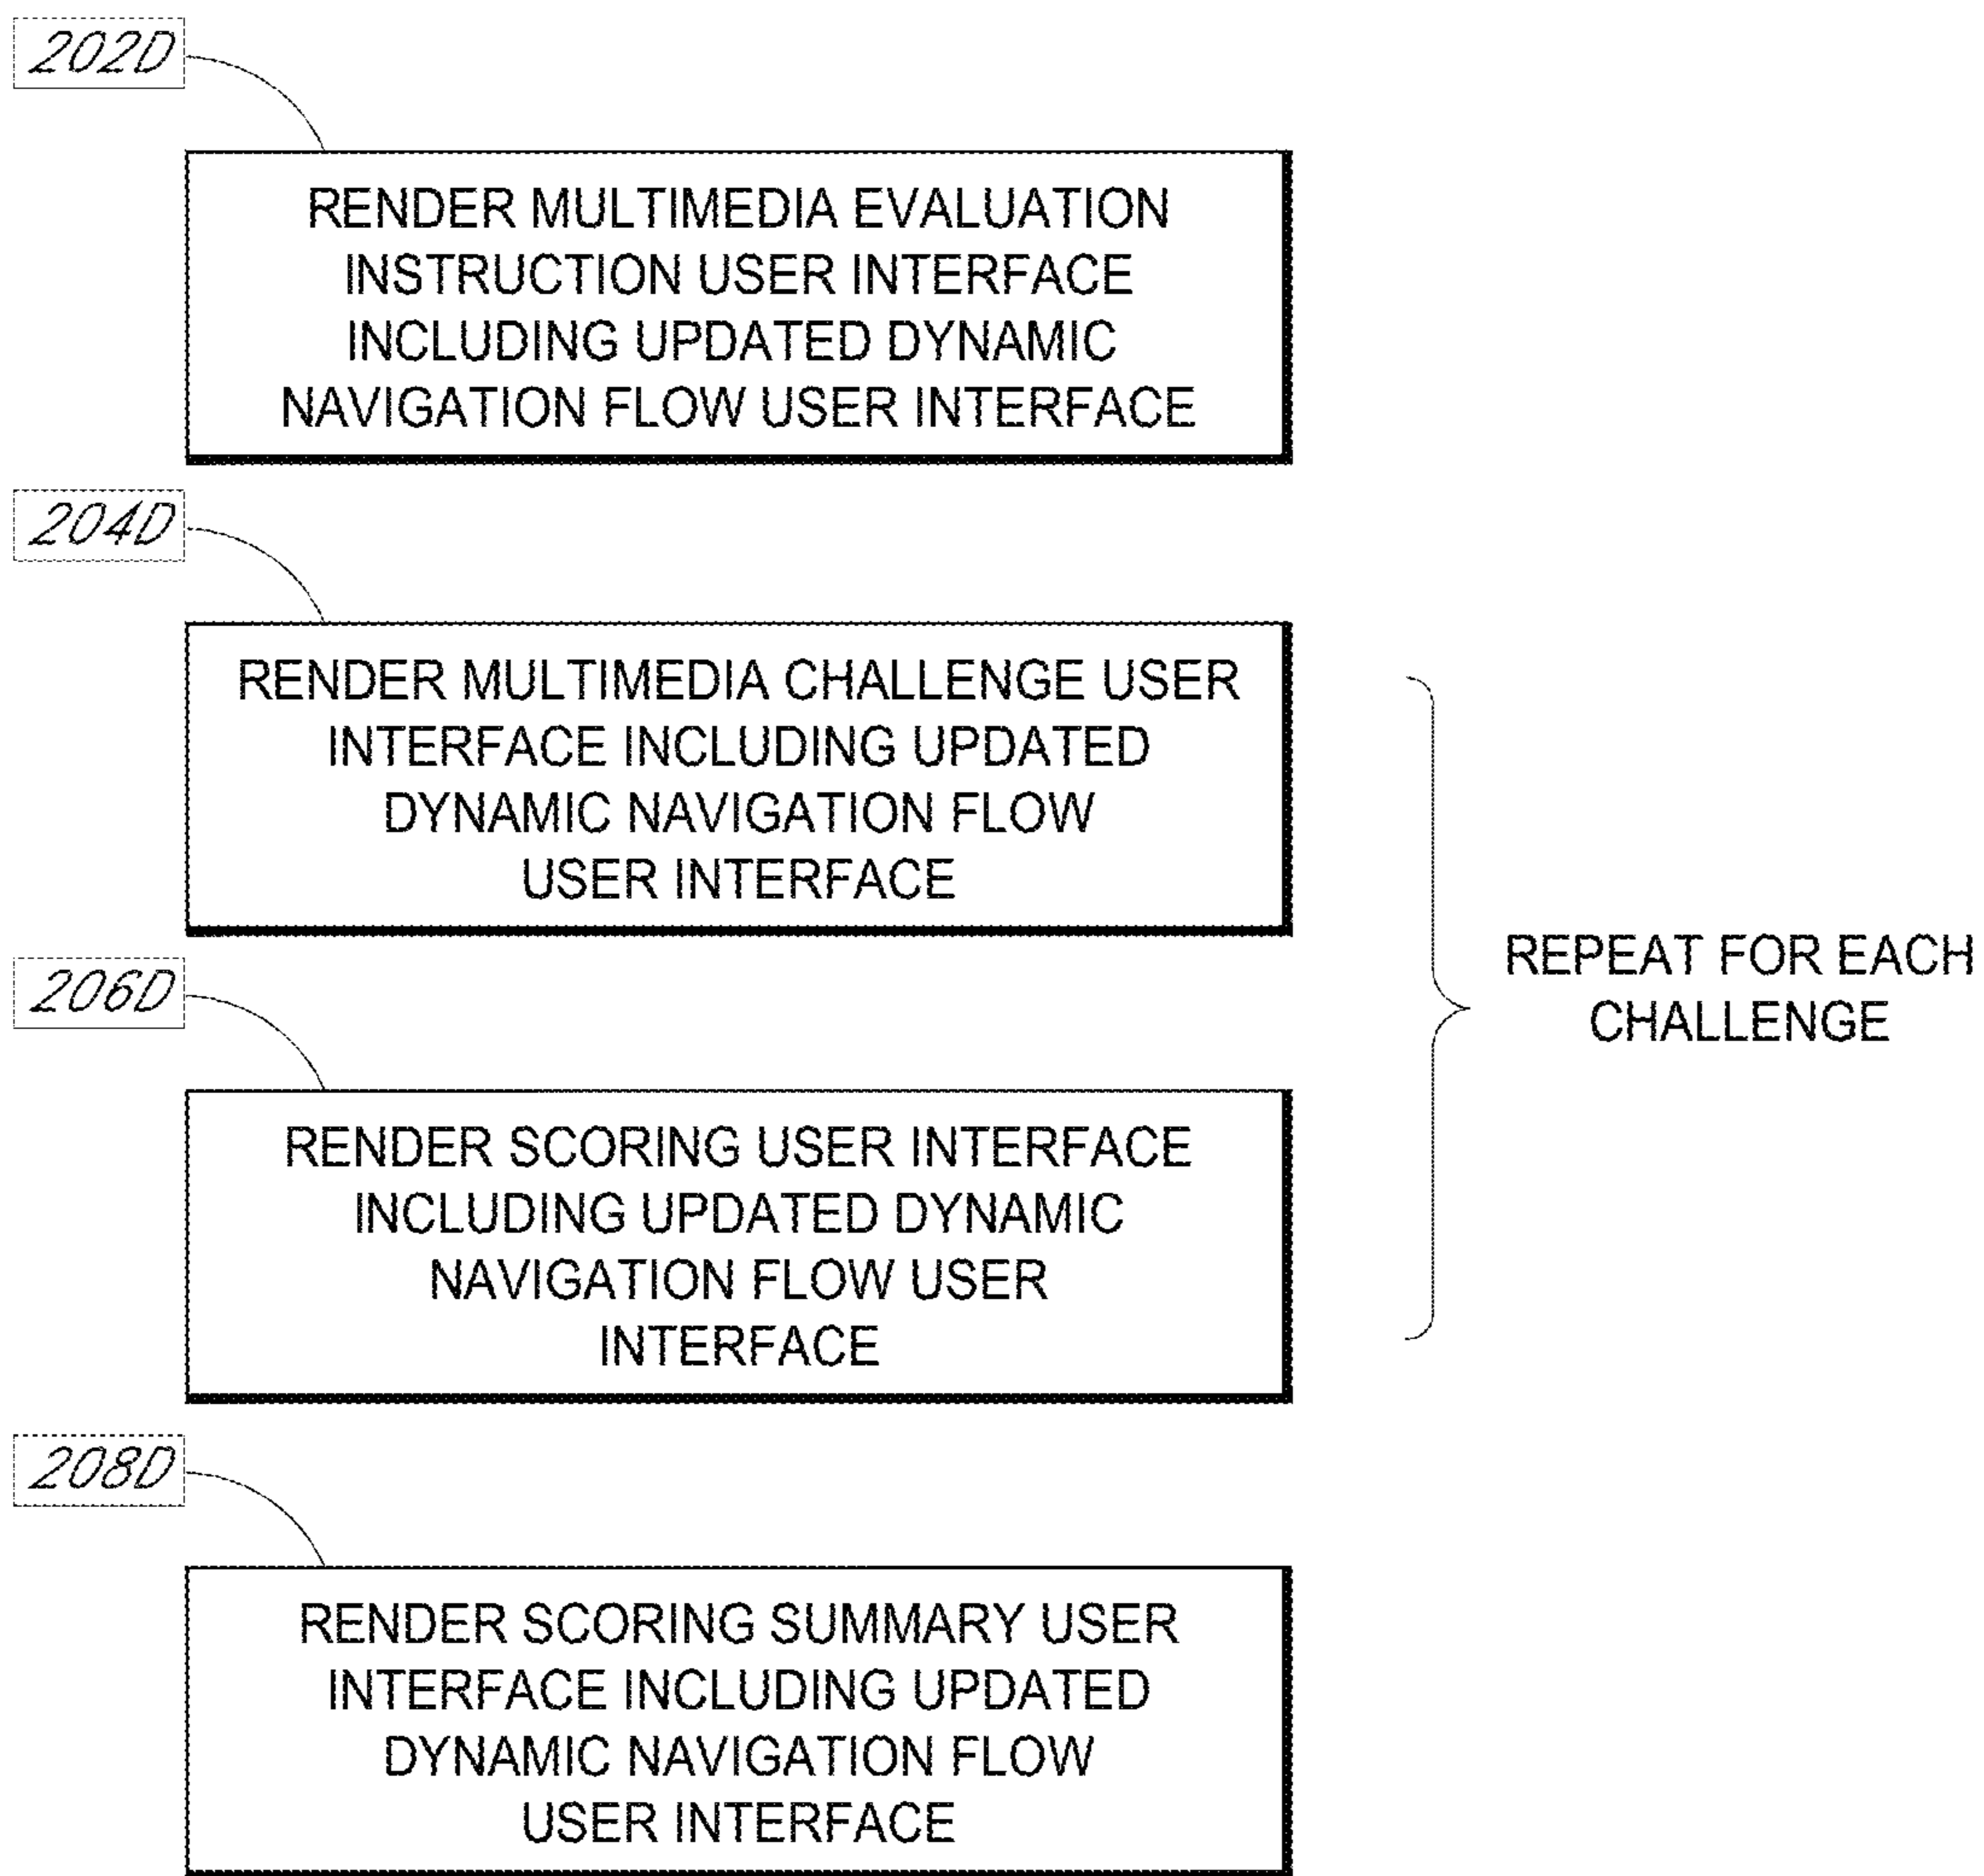 202D
RENDER MULTIMEDIA EVALUATION
INSTRUCTION USER INTERFACE
INCLUDING UPDATED DYNAMIC
NAVIGATION FLOW USER INTERFACE
204D
RENDER MULTIMEDIA CHALLENGE USER
INTERFACE INCLUDING UPDATED
DYNAMIC NAVIGATION FLOW
USER INTERFACE
206D
RENDER SCORING USER INTERFACE
INCLUDING UPDATED DYNAMIC
NAVIGATION FLOW USER
INTERFACE
REPEAT FOR EACH
CHALLENGE
208D
RENDER SCORING SUMMARY USER
INTERFACE INCLUDING UPDATED
DYNAMIC NAVIGATION FLOW
USER INTERFACE